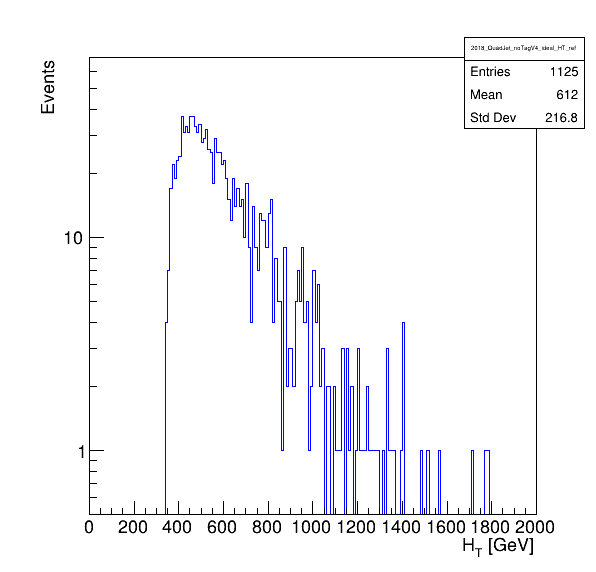 2018_QuadJet_noTagV4_ideal_HT_ref
Entries 1125
Mean 612
Std Dev 216.8
Events
10
1
0 200 400 600 800 1000 1200 1400 1600 1800 2000
H_T [GeV]